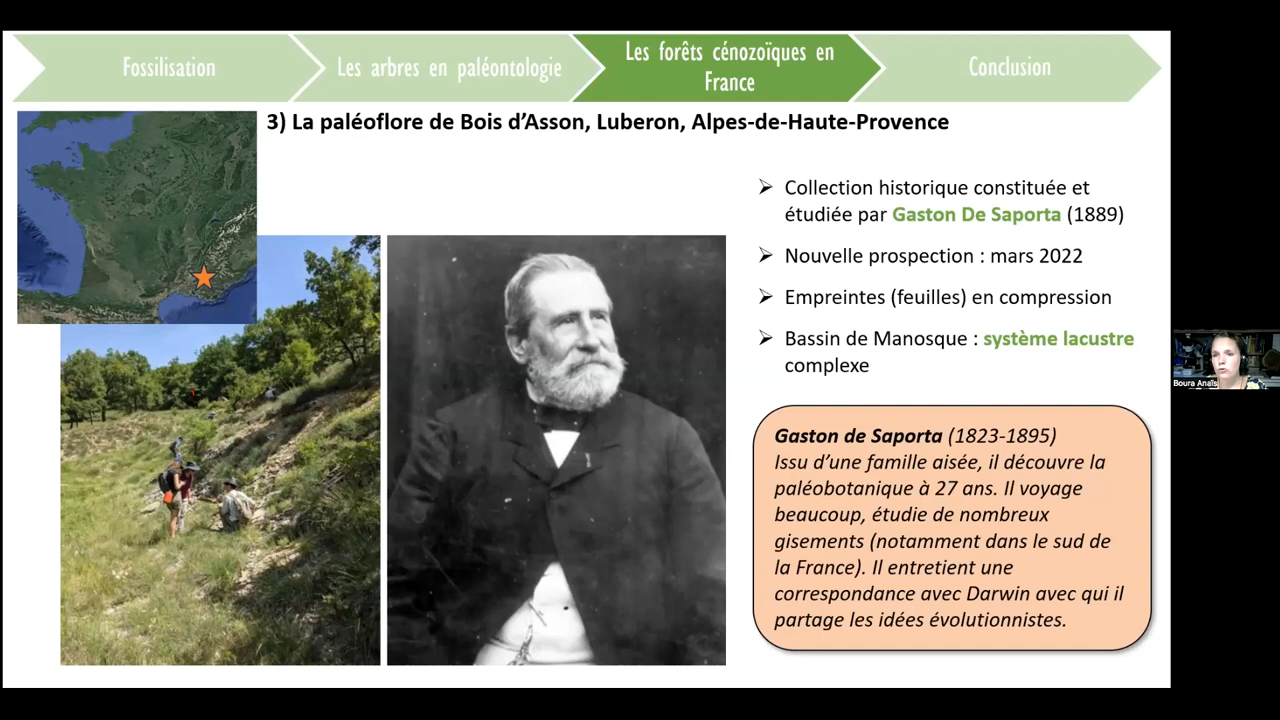 Fossilisation
Les arbres en paléontologie
Les forêts cénozoïques en
France
Conclusion
3) La paléoflore de Bois d’Asson, Luberon, Alpes-de-Haute-Provence
Collection historique constituée et
étudiée par Gaston De Saporta (1889)
Nouvelle prospection : mars 2022
Empreintes (feuilles) en compression
Bassin de Manosque : système lacustre
complexe
Gaston de Saporta (1823-1895)
Issu d’une famille aisée, il découvre la
paléobotanique à 27 ans. Il voyage
beaucoup, étudie de nombreux
gisements (notamment dans le sud de
la France). Il entretient une
correspondance avec Darwin avec qui il
partage les idées évolutionnistes.
Boura Anaïs